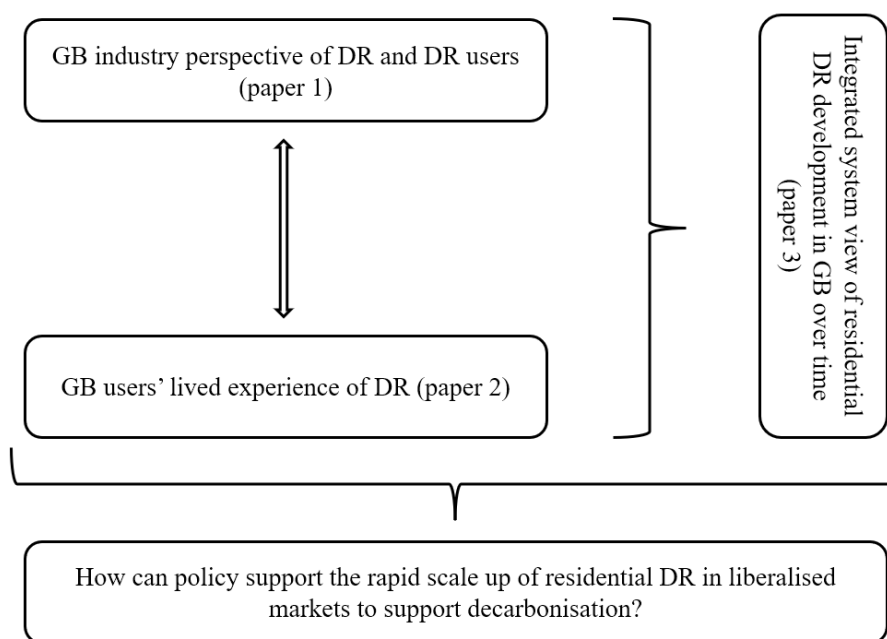 GB industry perspective of DR and DR users
(paper 1)
GB users’ lived experience of DR (paper 2)
Integrated system view of residential
DR development in GB over time
(paper 3)
How can policy support the rapid scale up of residential DR in liberalised
markets to support decarbonisation?